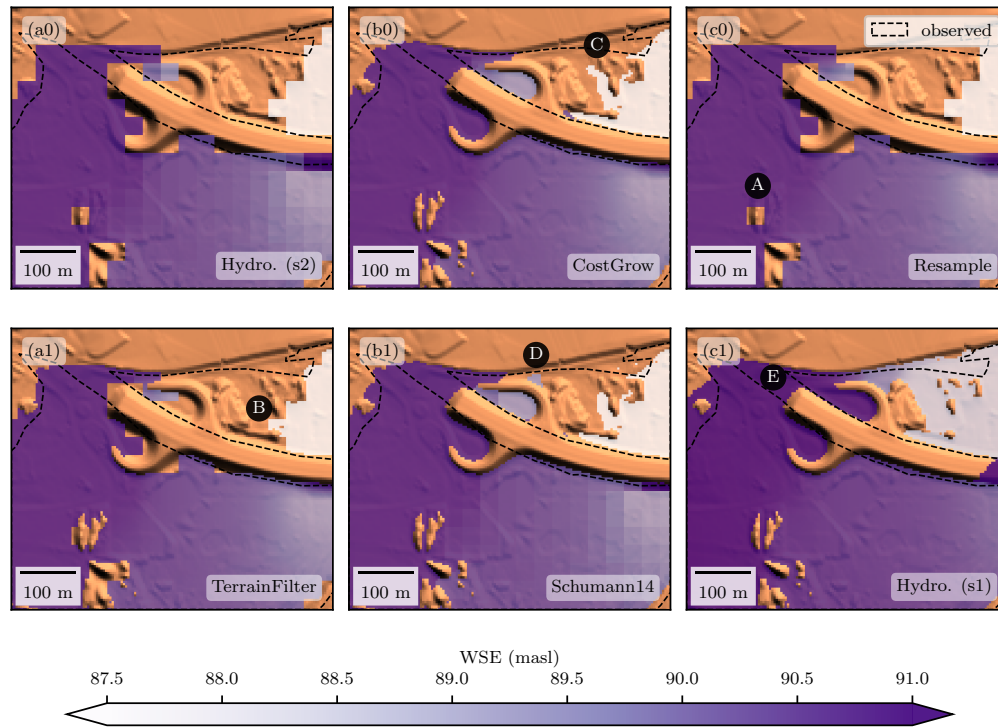 (a0)
(b0)
C
(c0)
observed
A
100 m
Hydro. (s2)
100 m
CostGrow
100 m
Resample
(a1)
(b1)
D
(c1)
E
B
100 m
TerrainFilter
100 m
Schumann14
100 m
Hydro. (s1)
WSE (masl)
87.5 88.0 88.5 89.0 89.5 90.0 90.5 91.0